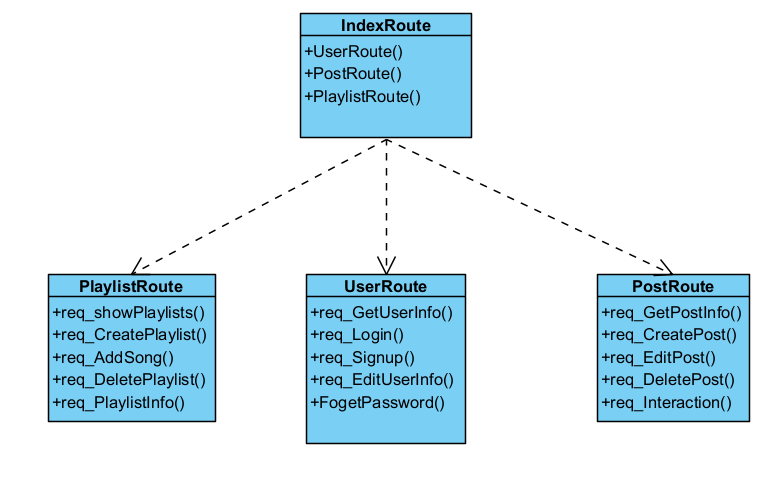 IndexRoute
+UserRoute()
+PostRoute()
+PlaylistRoute()
PlaylistRoute
+req_showPlaylists()
+req_CreatePlaylist()
+req_AddSong()
+req_DeletePlaylist()
+req_PlaylistInfo()
UserRoute
+req_GetUserInfo()
+req_Login()
+req_Signup()
+req_EditUserInfo()
+FogetPassword()
PostRoute
+req_GetPostInfo()
+req_CreatePost()
+req_EditPost()
+req_DeletePost()
+req_Interaction()